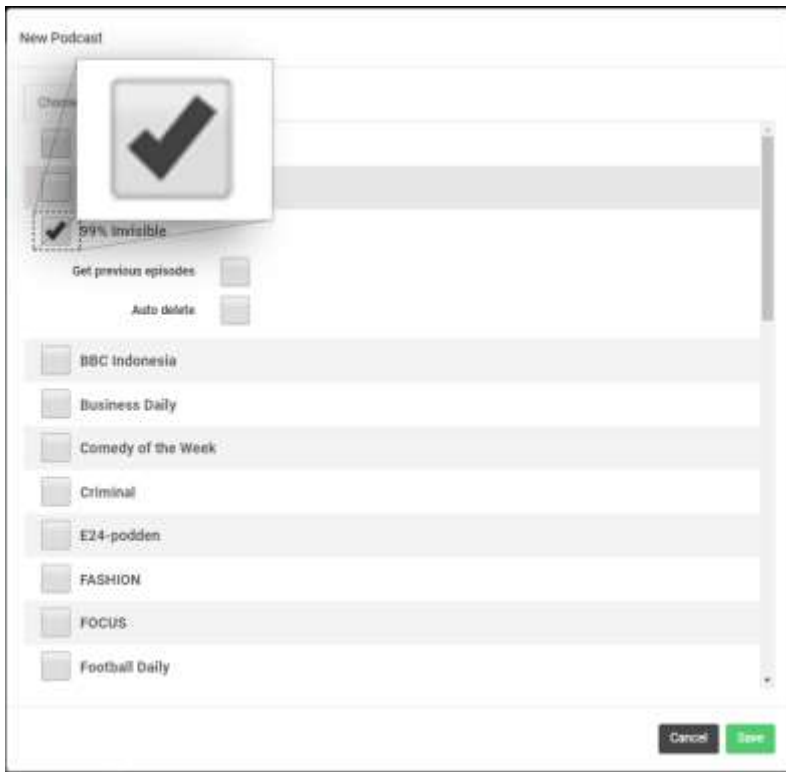 New Podcast
99% Invisible
Get previous episodes
Auto delete
BBC Indonesia
Business Daily
Comedy of the Week
Criminal
E24-podden
FASHION
FOCUS
Football Daily
Cancel Save